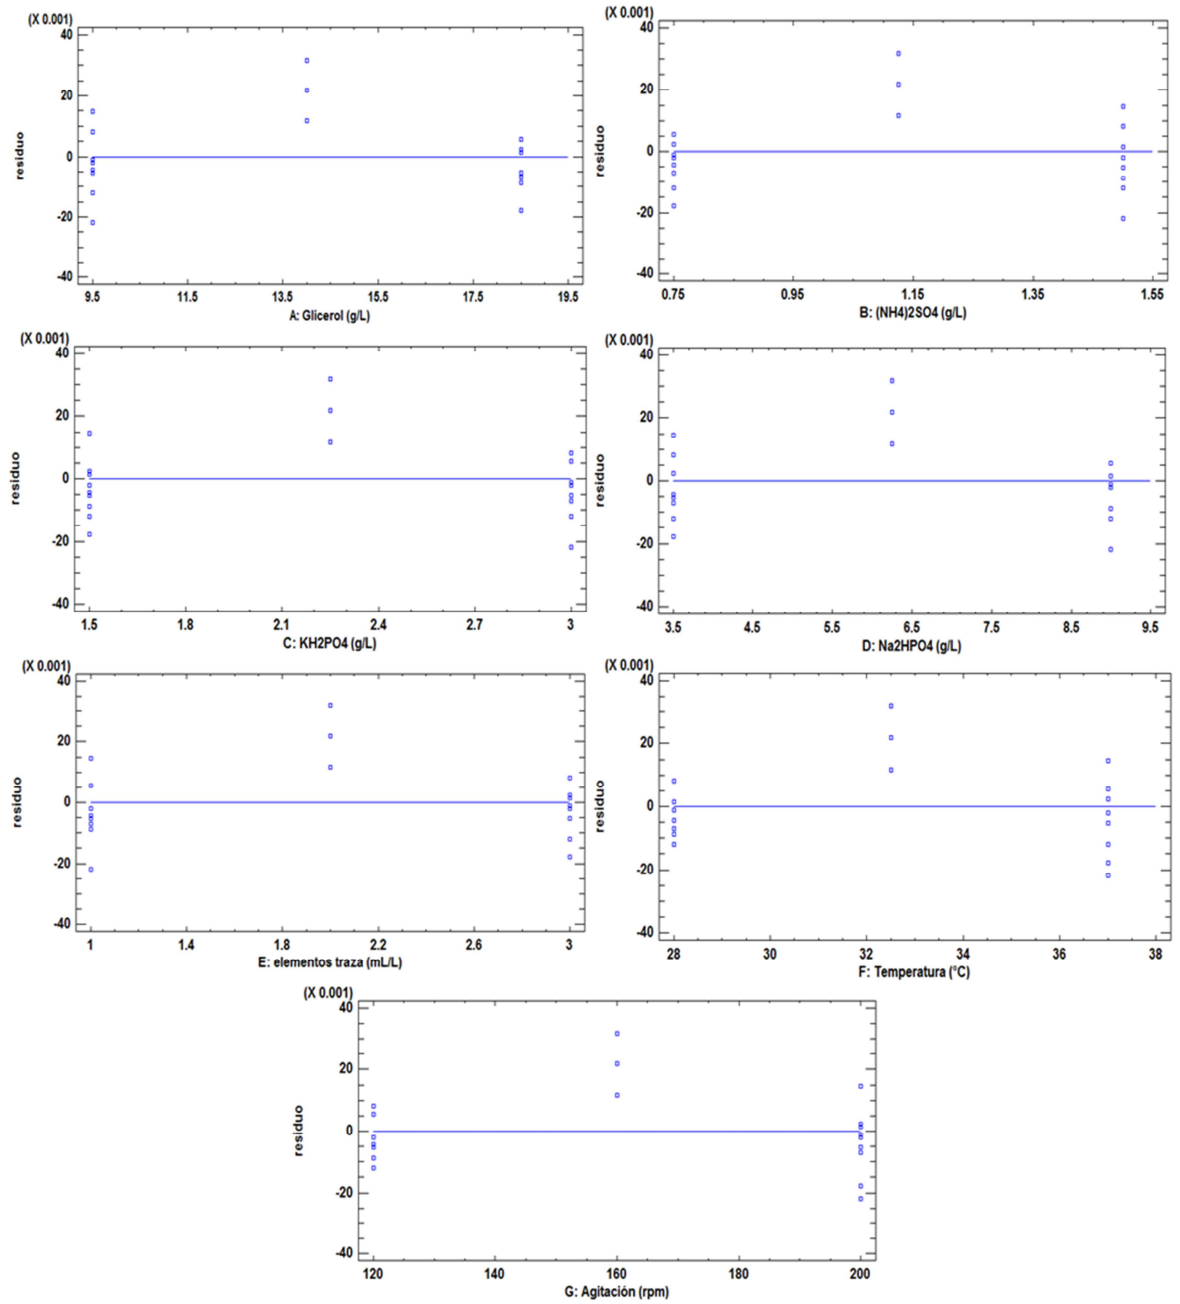 (X 0.001)
40
20
0
-20
-40
residuo
9.5 11.5 13.5 15.5 17.5 19.5
A: Glicerol (g/L)
(X 0.001)
40
20
0
-20
-40
residuo
0.75 0.95 1.15 1.35 1.55
B: (NH4)2SO4 (g/L)
(X 0.001)
40
20
0
-20
-40
residuo
1.5 1.8 2.1 2.4 2.7 3
C: KH2PO4 (g/L)
(X 0.001)
40
20
0
-20
-40
residuo
3.5 4.5 5.5 6.5 7.5 8.5 9.5
D: Na2HPO4 (g/L)
(X 0.001)
40
20
0
-20
-40
residuo
1 1.4 1.8 2.2 2.6 3
E: elementos traza (mL/L)
(X 0.001)
40
20
0
-20
-40
residuo
28 30 32 34 36 38
F: Temperatura (°C)
(X 0.001)
40
20
0
-20
-40
residuo
120 140 160 180 200
G: Agitación (rpm)